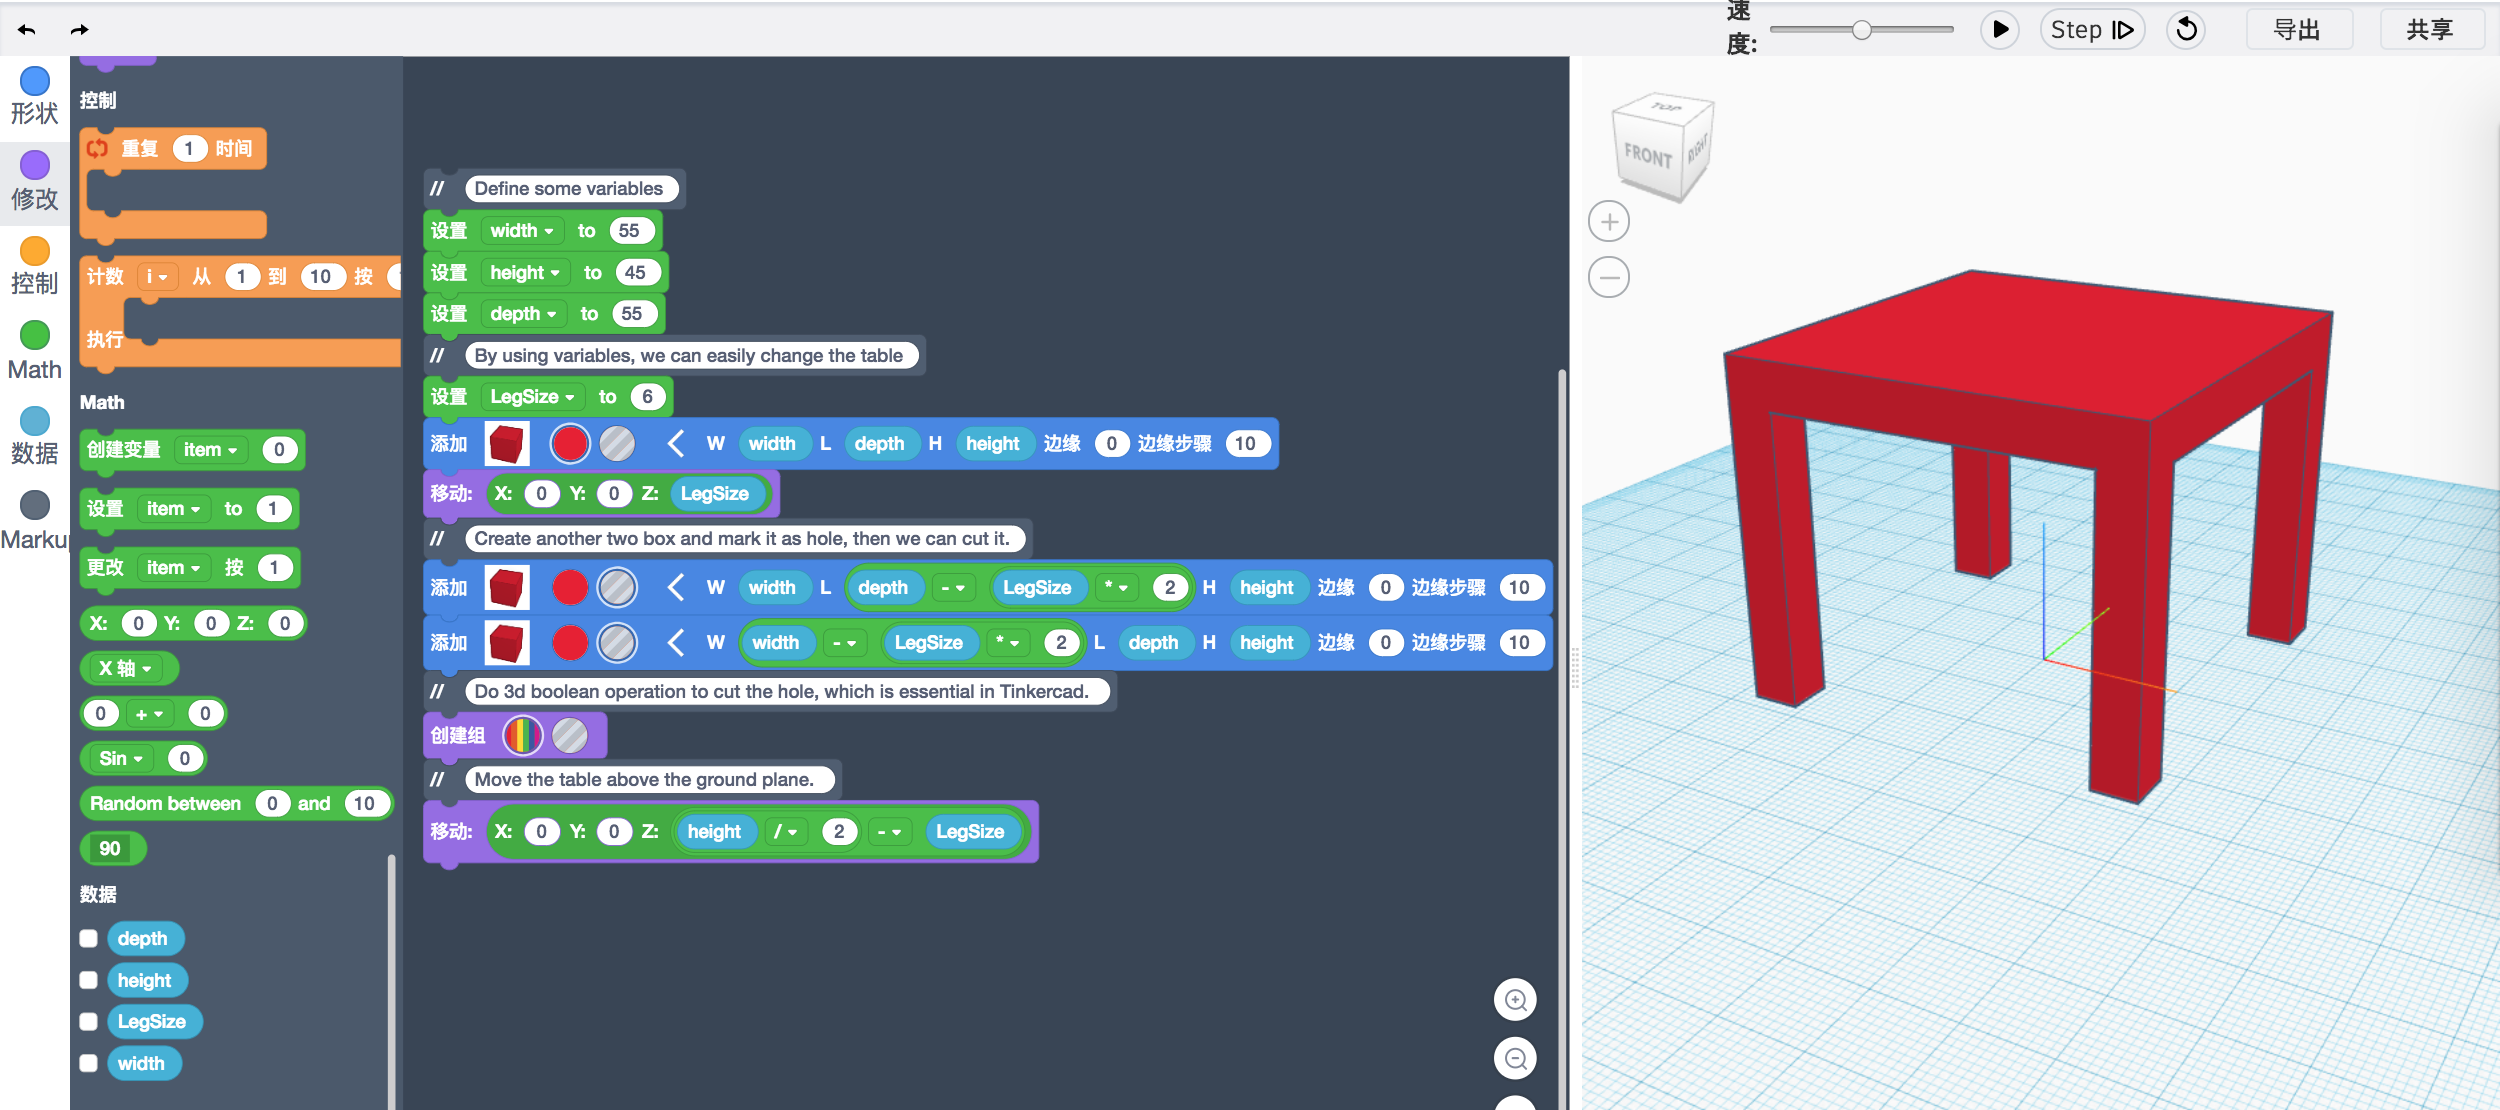 速
度:
Step
导出
共享
形状
修改
控制
Math
数据
Marku
控制
重复 1 时间
计数 i 从 1 到 10 按
执行
Math
创建变量 item 0
设置 item to 1
更改 item 按 1
X: 0 Y: 0 Z: 0
X 轴
0 + 0
Sin 0
Random between 0 and 10
90
数据
depth
height
LegSize
width
// Define some variables
设置 width to 55
设置 height to 45
设置 depth to 55
// By using variables, we can easily change the table
设置 LegSize to 6
添加 W width L depth H height 边缘 0 边缘步骤 10
移动: X: 0 Y: 0 Z: LegSize
// Create another two box and mark it as hole, then we can cut it.
添加 W width L depth - LegSize * 2 H height 边缘 0 边缘步骤 10
添加 W width - LegSize * 2 L depth H height 边缘 0 边缘步骤 10
// Do 3d boolean operation to cut the hole, which is essential in Tinkercad.
创建组
// Move the table above the ground plane.
移动: X: 0 Y: 0 Z: height / 2 - LegSize
TOP
FRONT
RIGHT